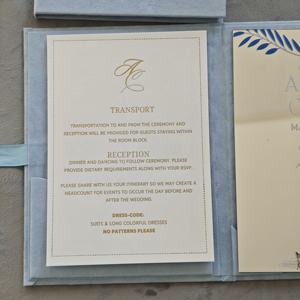 AC
TRANSPORT
TRANSPORTATION TO AND FROM THE CEREMONY AND
RECEPTION WILL BE PROVIDED FOR GUESTS STAYING WITHIN
THE ROOM BLOCK.
RECEPTION
DINNER AND DANCING TO FOLLOW CEREMONY. PLEASE
PROVIDE DIETARY REQUIREMENTS ALONG WITH YOUR RSVP.
PLEASE SHARE WITH US YOUR ITINERARY SO WE MAY CREATE A
HEADCOUNT FOR EVENTS TO OCCUR THE DAY BEFORE AND
AFTER THE WEDDING.
DRESS-CODE:
SUITS & LONG COLORFUL DRESSES
NO PATTERNS PLEASE
A
Ma